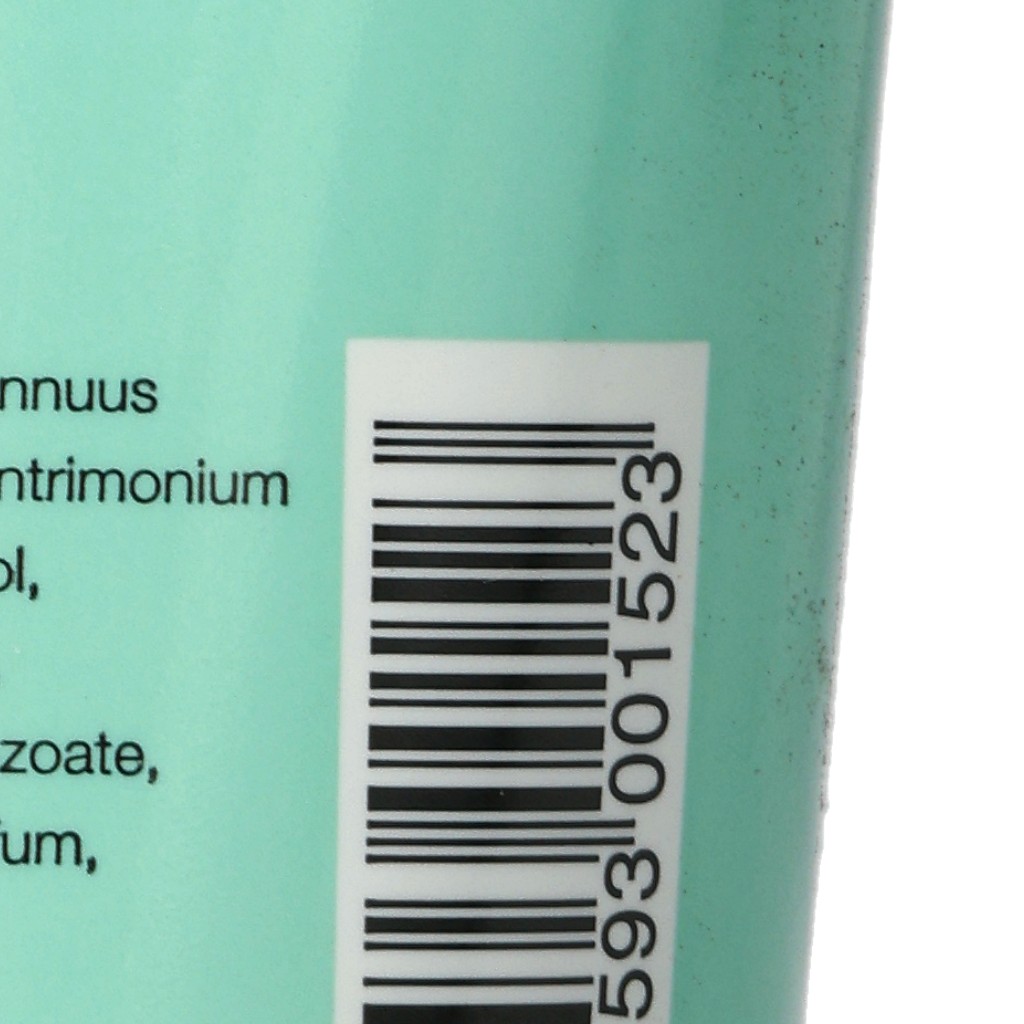 nnuus
ntrimonium
ol,
zoate,
fum,
593 001523